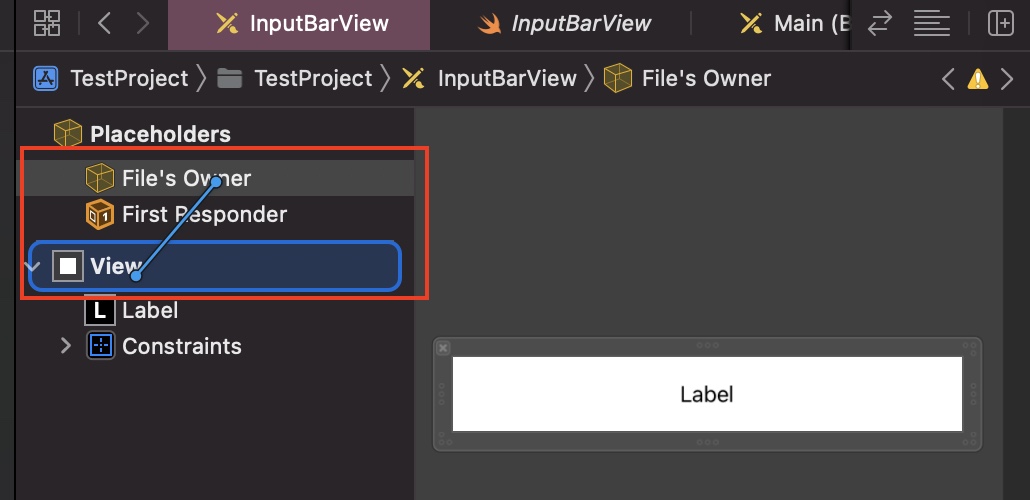 InputBarView InputBarView Main (B
TestProject TestProject InputBarView File's Owner
Placeholders
File's Owner
First Responder
View
L Label
Constraints
Label